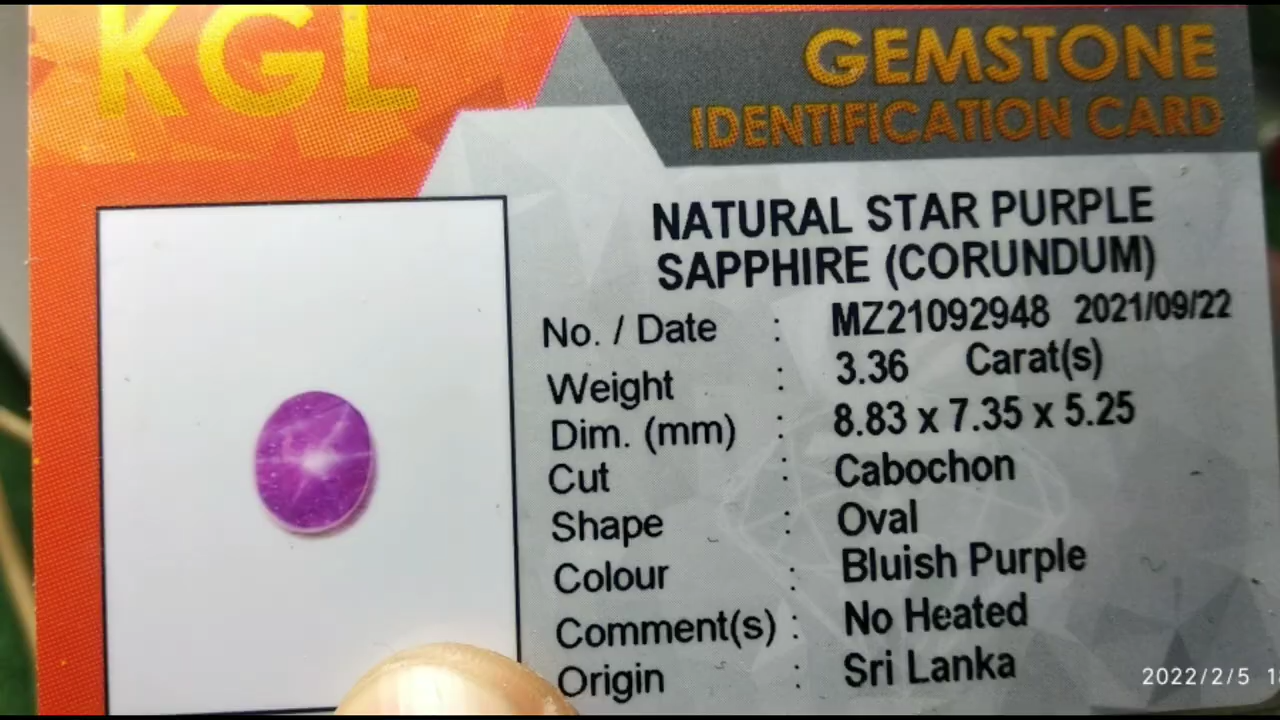 KGL
GEMSTONE
IDENTIFICATION CARD
NATURAL STAR PURPLE
SAPPHIRE (CORUNDUM)
No. / Date : MZ21092948 2021/09/22
Weight : 3.36 Carat(s)
Dim. (mm) : 8.83 x 7.35 x 5.25
Cut : Cabochon
Shape : Oval
Colour : Bluish Purple
Comment(s) : No Heated
Origin : Sri Lanka
2022/2/5